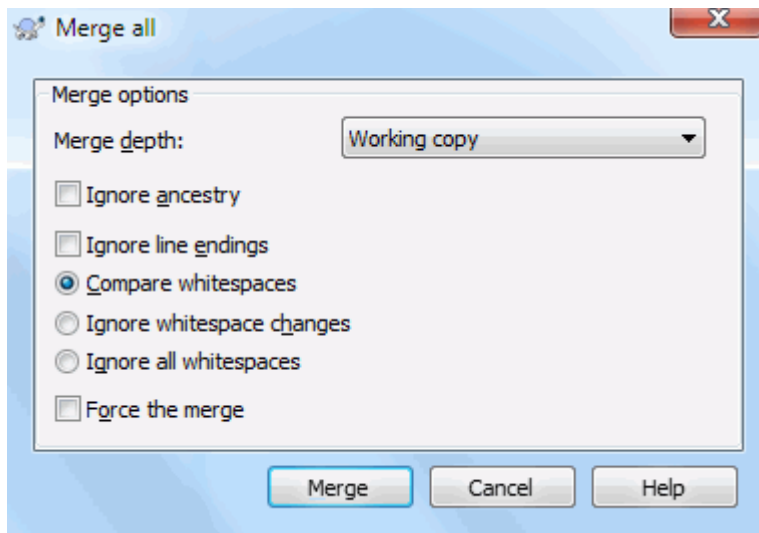 Merge all
Merge options
Merge depth: Working copy
Ignore ancestry
Ignore line endings
Compare whitespaces
Ignore whitespace changes
Ignore all whitespaces
Force the merge
Merge Cancel Help